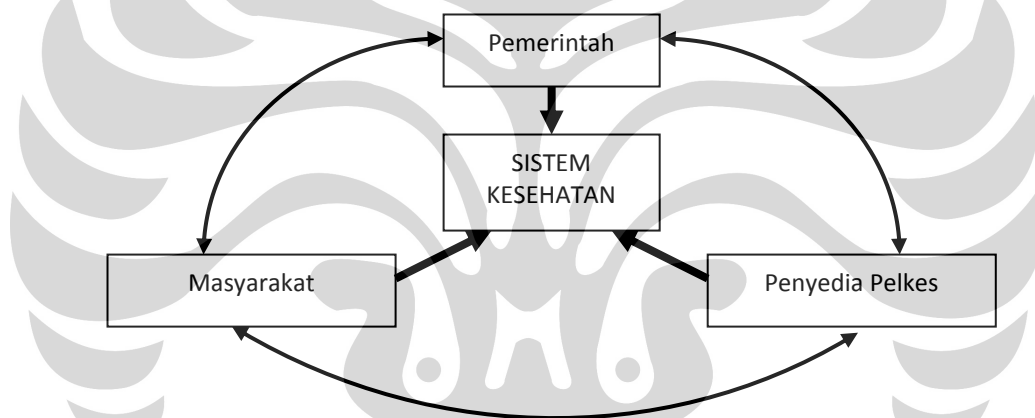 Pemerintah
SISTEM
KESEHATAN
Masyarakat
Penyedia Pelkes